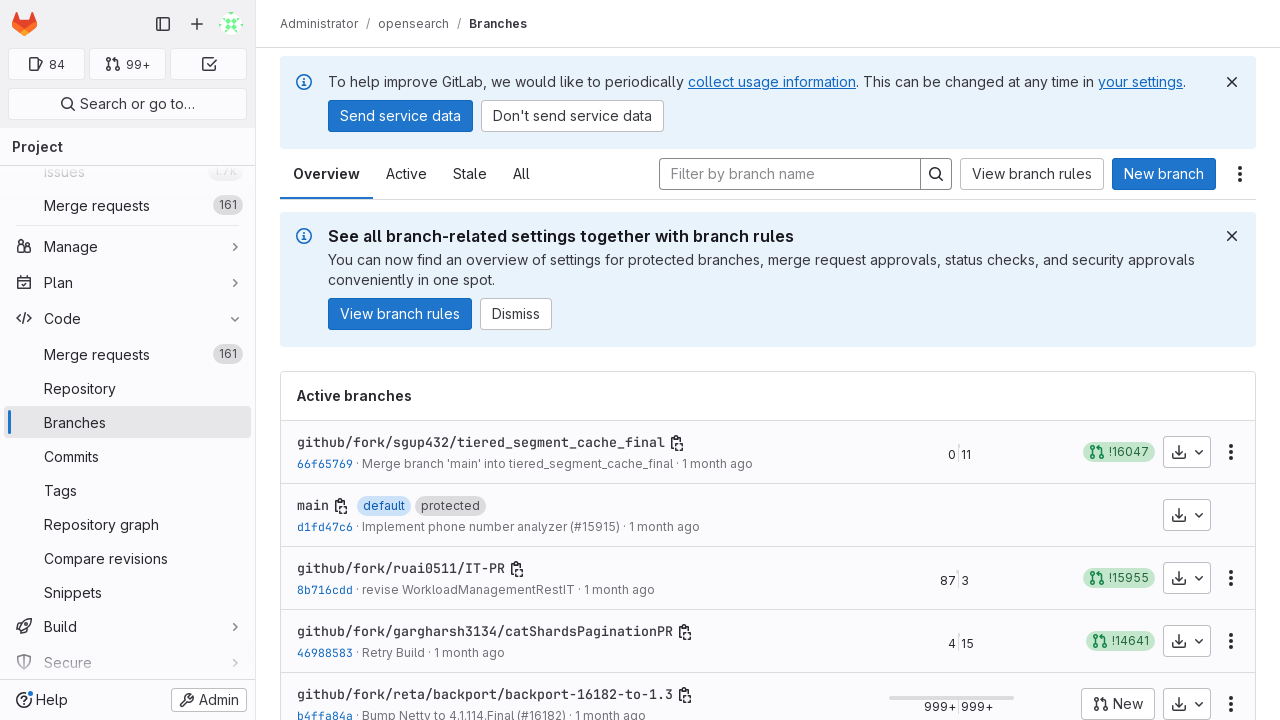 84
99+
Search or go to…
Project
Issues
1.7K
Merge requests
161
Manage
Plan
Code
Merge requests
161
Repository
Branches
Commits
Tags
Repository graph
Compare revisions
Snippets
Build
Secure
Help
Admin
Administrator / opensearch / Branches
To help improve GitLab, we would like to periodically collect usage information. This can be changed at any time in your settings.
Send service data
Don't send service data
Overview
Active
Stale
All
Filter by branch name
View branch rules
New branch
See all branch-related settings together with branch rules
You can now find an overview of settings for protected branches, merge request approvals, status checks, and security approvals
conveniently in one spot.
View branch rules
Dismiss
Active branches
github/fork/sgup432/tiered_segment_cache_final
66f65769 · Merge branch 'main' into tiered_segment_cache_final · 1 month ago
0
11
!16047
main
default
protected
d1fd47c6 · Implement phone number analyzer (#15915) · 1 month ago
github/fork/ruai0511/IT-PR
8b716cdd · revise WorkloadManagementRestIT · 1 month ago
87
3
!15955
github/fork/gargharsh3134/catShardsPaginationPR
46988583 · Retry Build · 1 month ago
4
15
!14641
github/fork/reta/backport/backport-16182-to-1.3
b4ffa84a · Bump Netty to 4.1.114.Final (#16182) · 1 month ago
999+
999+
New